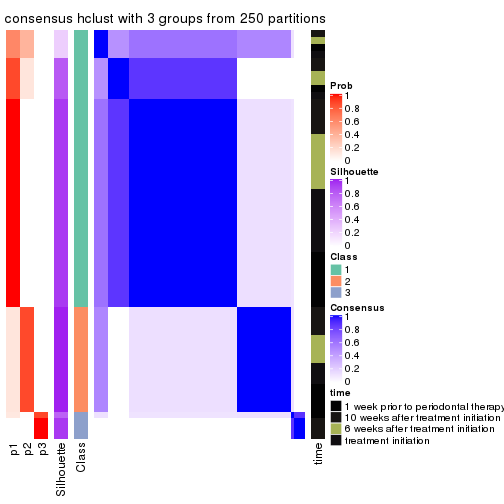 consensus hclust with 3 groups from 250 partitions
Prob
1
0.8
0.6
0.4
0.2
0
Silhouette
1
0.8
0.6
0.4
0.2
0
Class
1
2
3
Consensus
1
0.8
0.6
0.4
0.2
0
time
1 week prior to periodontal therapy
10 weeks after treatment initiation
6 weeks after treatment initiation
treatment initiation
p1
p2
p3
Silhouette
Class
time